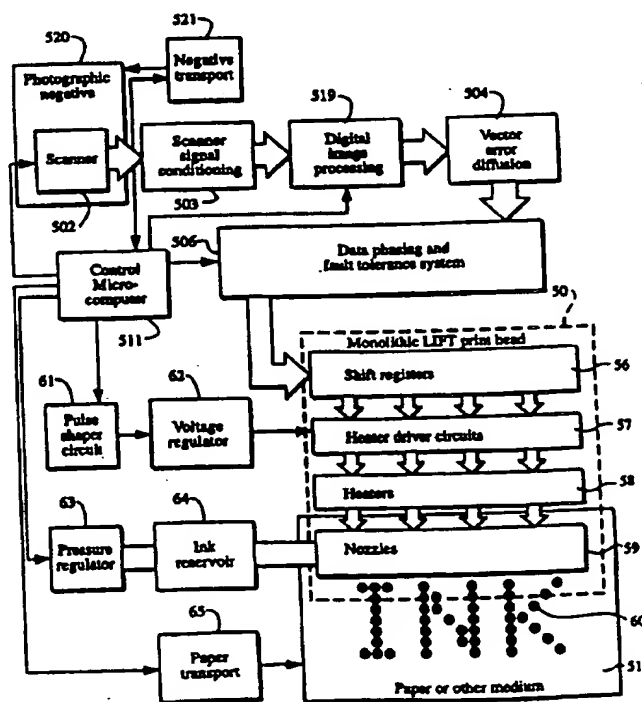 521
520
Negative
transport
Photographic
negative
519
504
Scanner
Scanner
signal
conditioning
Digital
image
processing
Vector
error
diffusion
502
503
506
Data phasing and
fault tolerance system
Control
Micro-
computer
511
50
Monolithic LIFT print head
Shift registers
56
61
62
Pulse
shaper
circuit
Voltage
regulator
Heater driver circuits
57
Heaters
58
63
64
Pressure
regulator
Ink
reservoir
Nozzles
59
INK
60
65
Paper
transport
51
Paper or other medium